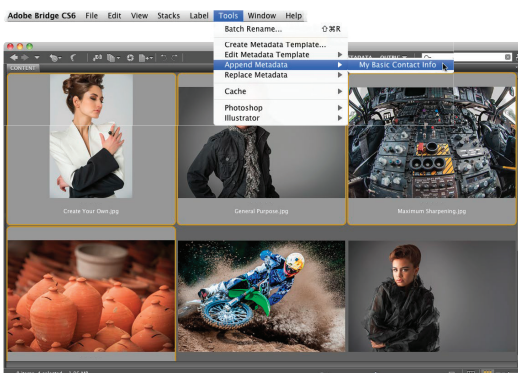 Adobe Bridge CS6 File Edit View Stacks Label Tools Window Help
Batch Rename... ⇧⌘R
Create Metadata Template...
Edit Metadata Template
Append Metadata
My Basic Contact Info
Replace Metadata
Cache
Photoshop
Illustrator
CONTENT
Create Your Own.jpg
General Purpose.jpg
Maximum Sharpening.jpg